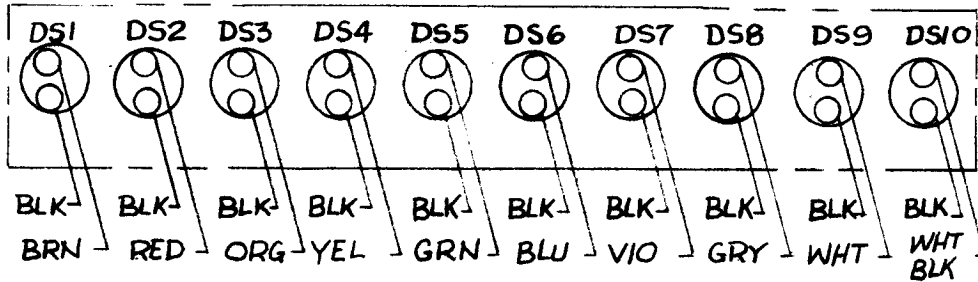 DS1 DS2 DS3 DS4 DS5 DS6 DS7 DS8 DS9 DS10
BLK BLK BLK BLK BLK BLK BLK BLK BLK BLK
BRN RED ORG YEL GRN BLU VIO GRY WHT WHT
BLK